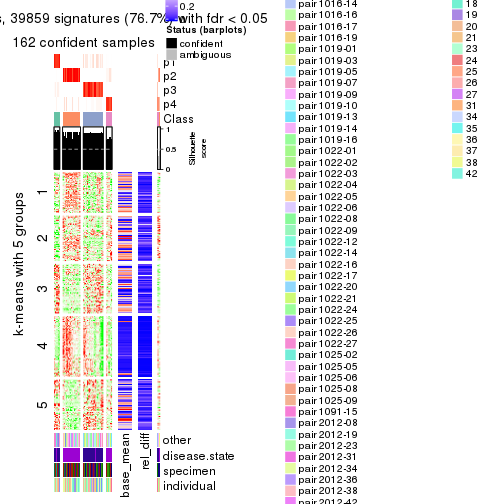 0.2
s, 39859 signatures (76.7%) with fdr < 0.05
Status (barplots)
162 confident samples
confident
ambiguous
p1
p2
p3
p4
Class
1
0.5
0
Silhouette
score
k-means with 5 groups
1
2
3
4
5
base_mean
rel_diff
other
disease.state
specimen
individual
pair1016-14
pair1016-16
pair1016-17
pair1016-19
pair1019-01
pair1019-03
pair1019-05
pair1019-07
pair1019-09
pair1019-10
pair1019-13
pair1019-14
pair1019-16
pair1022-01
pair1022-02
pair1022-03
pair1022-04
pair1022-05
pair1022-06
pair1022-08
pair1022-09
pair1022-12
pair1022-14
pair1022-16
pair1022-17
pair1022-20
pair1022-21
pair1022-24
pair1022-25
pair1022-26
pair1022-27
pair1025-02
pair1025-05
pair1025-06
pair1025-08
pair1025-09
pair1091-15
pair2012-08
pair2012-19
pair2012-23
pair2012-31
pair2012-34
pair2012-36
pair2012-38
pair2012-42
18
19
20
21
24
25
26
27
31
34
35
36
37
38
42